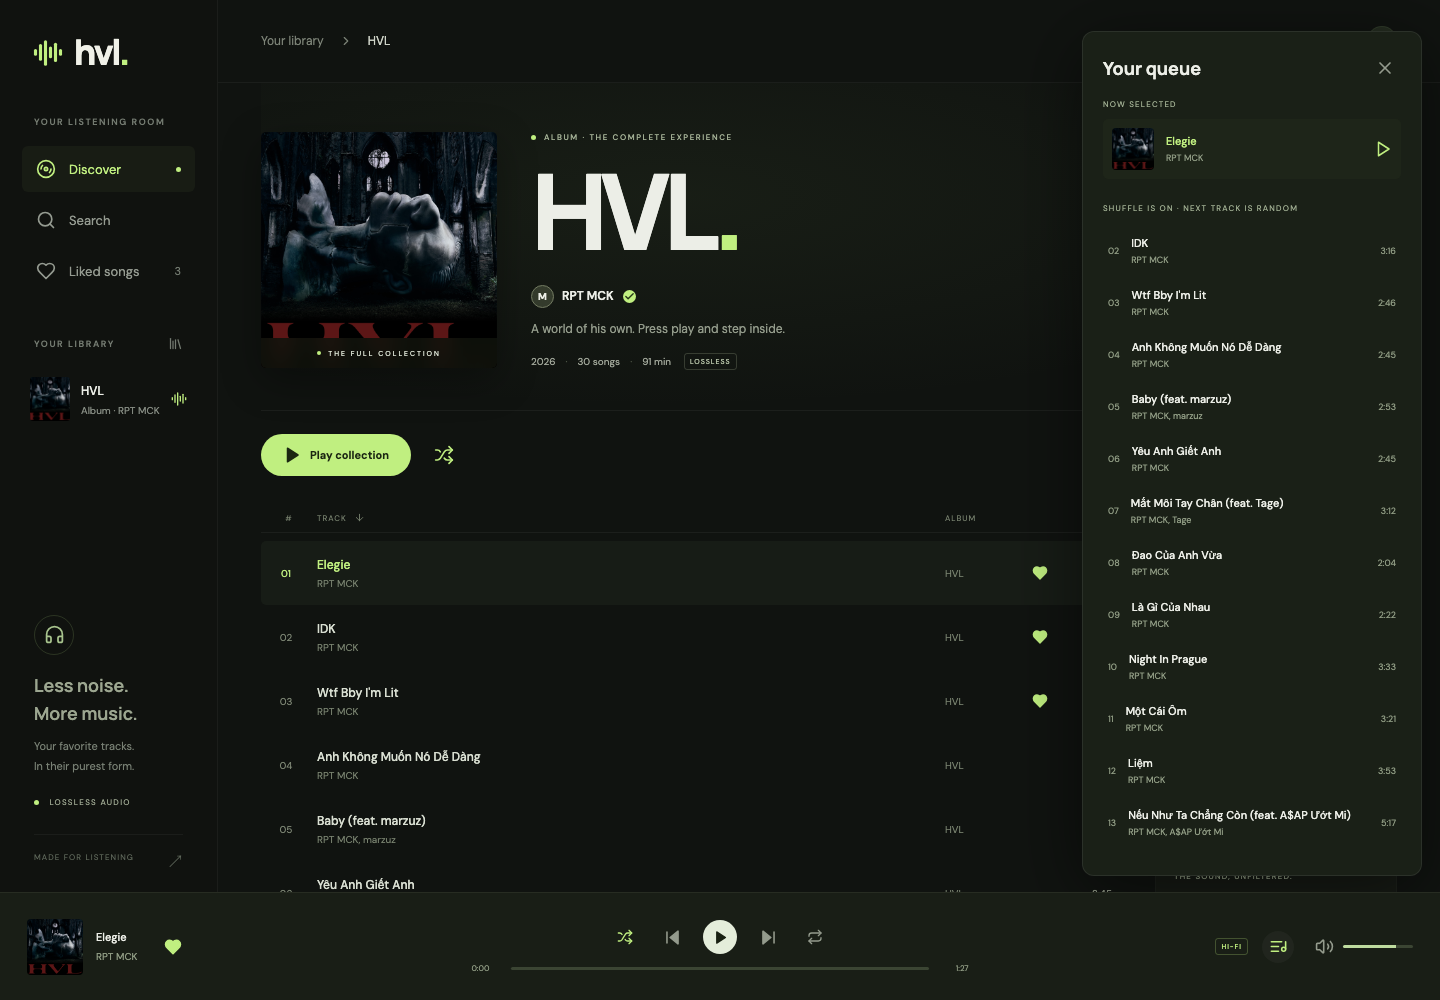 hvl.
YOUR LISTENING ROOM
Discover
Search
Liked songs 3
YOUR LIBRARY
HVL
Album · RPT MCK
Less noise.
More music.
Your favorite tracks.
In their purest form.
LOSSLESS AUDIO
MADE FOR LISTENING
Your library > HVL
THE FULL COLLECTION
ALBUM · THE COMPLETE EXPERIENCE
HVL.
M RPT MCK
A world of his own. Press play and step inside.
2026 · 30 songs · 91 min LOSSLESS
Play collection
# TRACK ALBUM
01 Elegie HVL
RPT MCK
02 IDK HVL
RPT MCK
03 Wtf Bby I'm Lit HVL
RPT MCK
04 Anh Không Muốn Nó Dễ Dàng HVL
RPT MCK
05 Baby (feat. marzuz) HVL
RPT MCK, marzuz
Yêu Anh Giết Anh
Your queue
NOW SELECTED
Elegie
RPT MCK
SHUFFLE IS ON · NEXT TRACK IS RANDOM
02 IDK 3:16
RPT MCK
03 Wtf Bby I'm Lit 2:46
RPT MCK
04 Anh Không Muốn Nó Dễ Dàng 2:45
RPT MCK
05 Baby (feat. marzuz) 2:53
RPT MCK, marzuz
06 Yêu Anh Giết Anh 2:45
RPT MCK
07 Mất Môi Tay Chân (feat. Tage) 3:12
RPT MCK, Tage
08 Đao Của Anh Vừa 2:04
RPT MCK
09 Là Gì Của Nhau 2:22
RPT MCK
10 Night In Prague 3:33
RPT MCK
11 Một Cái Ôm 3:21
RPT MCK
12 Liệm 3:53
RPT MCK
13 Nếu Như Ta Chẳng Còn (feat. A$AP Ướt Mi) 5:17
RPT MCK, A$AP Ướt Mi
THE SOUND, UNFILTERED.
Elegie
RPT MCK
0:00 1:27
HI-FI